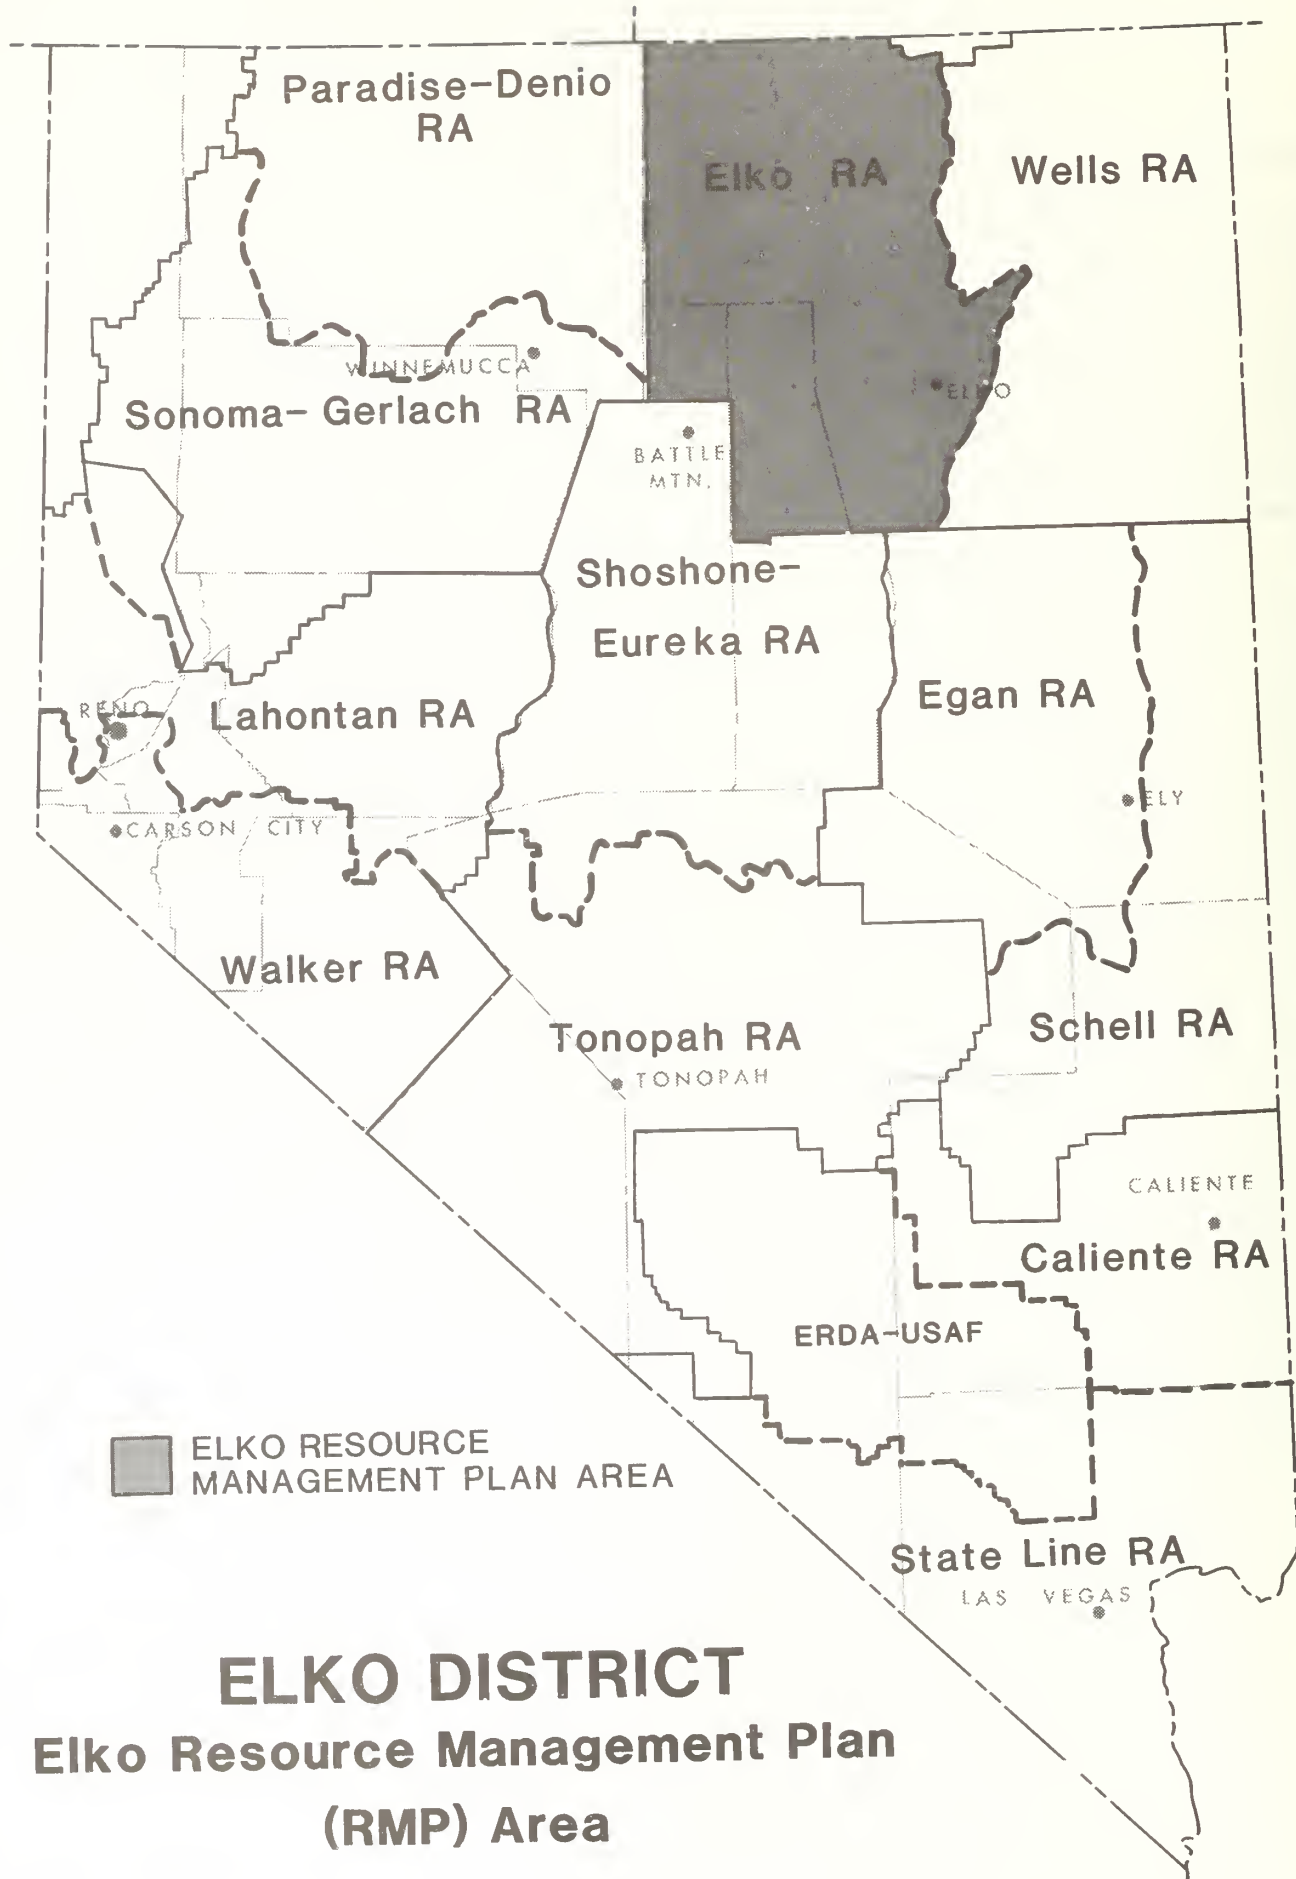 Paradise-Denio
RA
Elko RA
Wells RA
WINNEMUCCA
Sonoma-Gerlach RA
ELKO
BATTLE
MTN.
Shoshone-
Eureka RA
Egan RA
RENO
Lahontan RA
ELY
CARSON CITY
Walker RA
Tonopah RA
TONOPAH
Schell RA
CALIENTE
Caliente RA
ERDA-USAF
ELKO RESOURCE
MANAGEMENT PLAN AREA
State Line RA
LAS VEGAS
ELKO DISTRICT
Elko Resource Management Plan
(RMP) Area